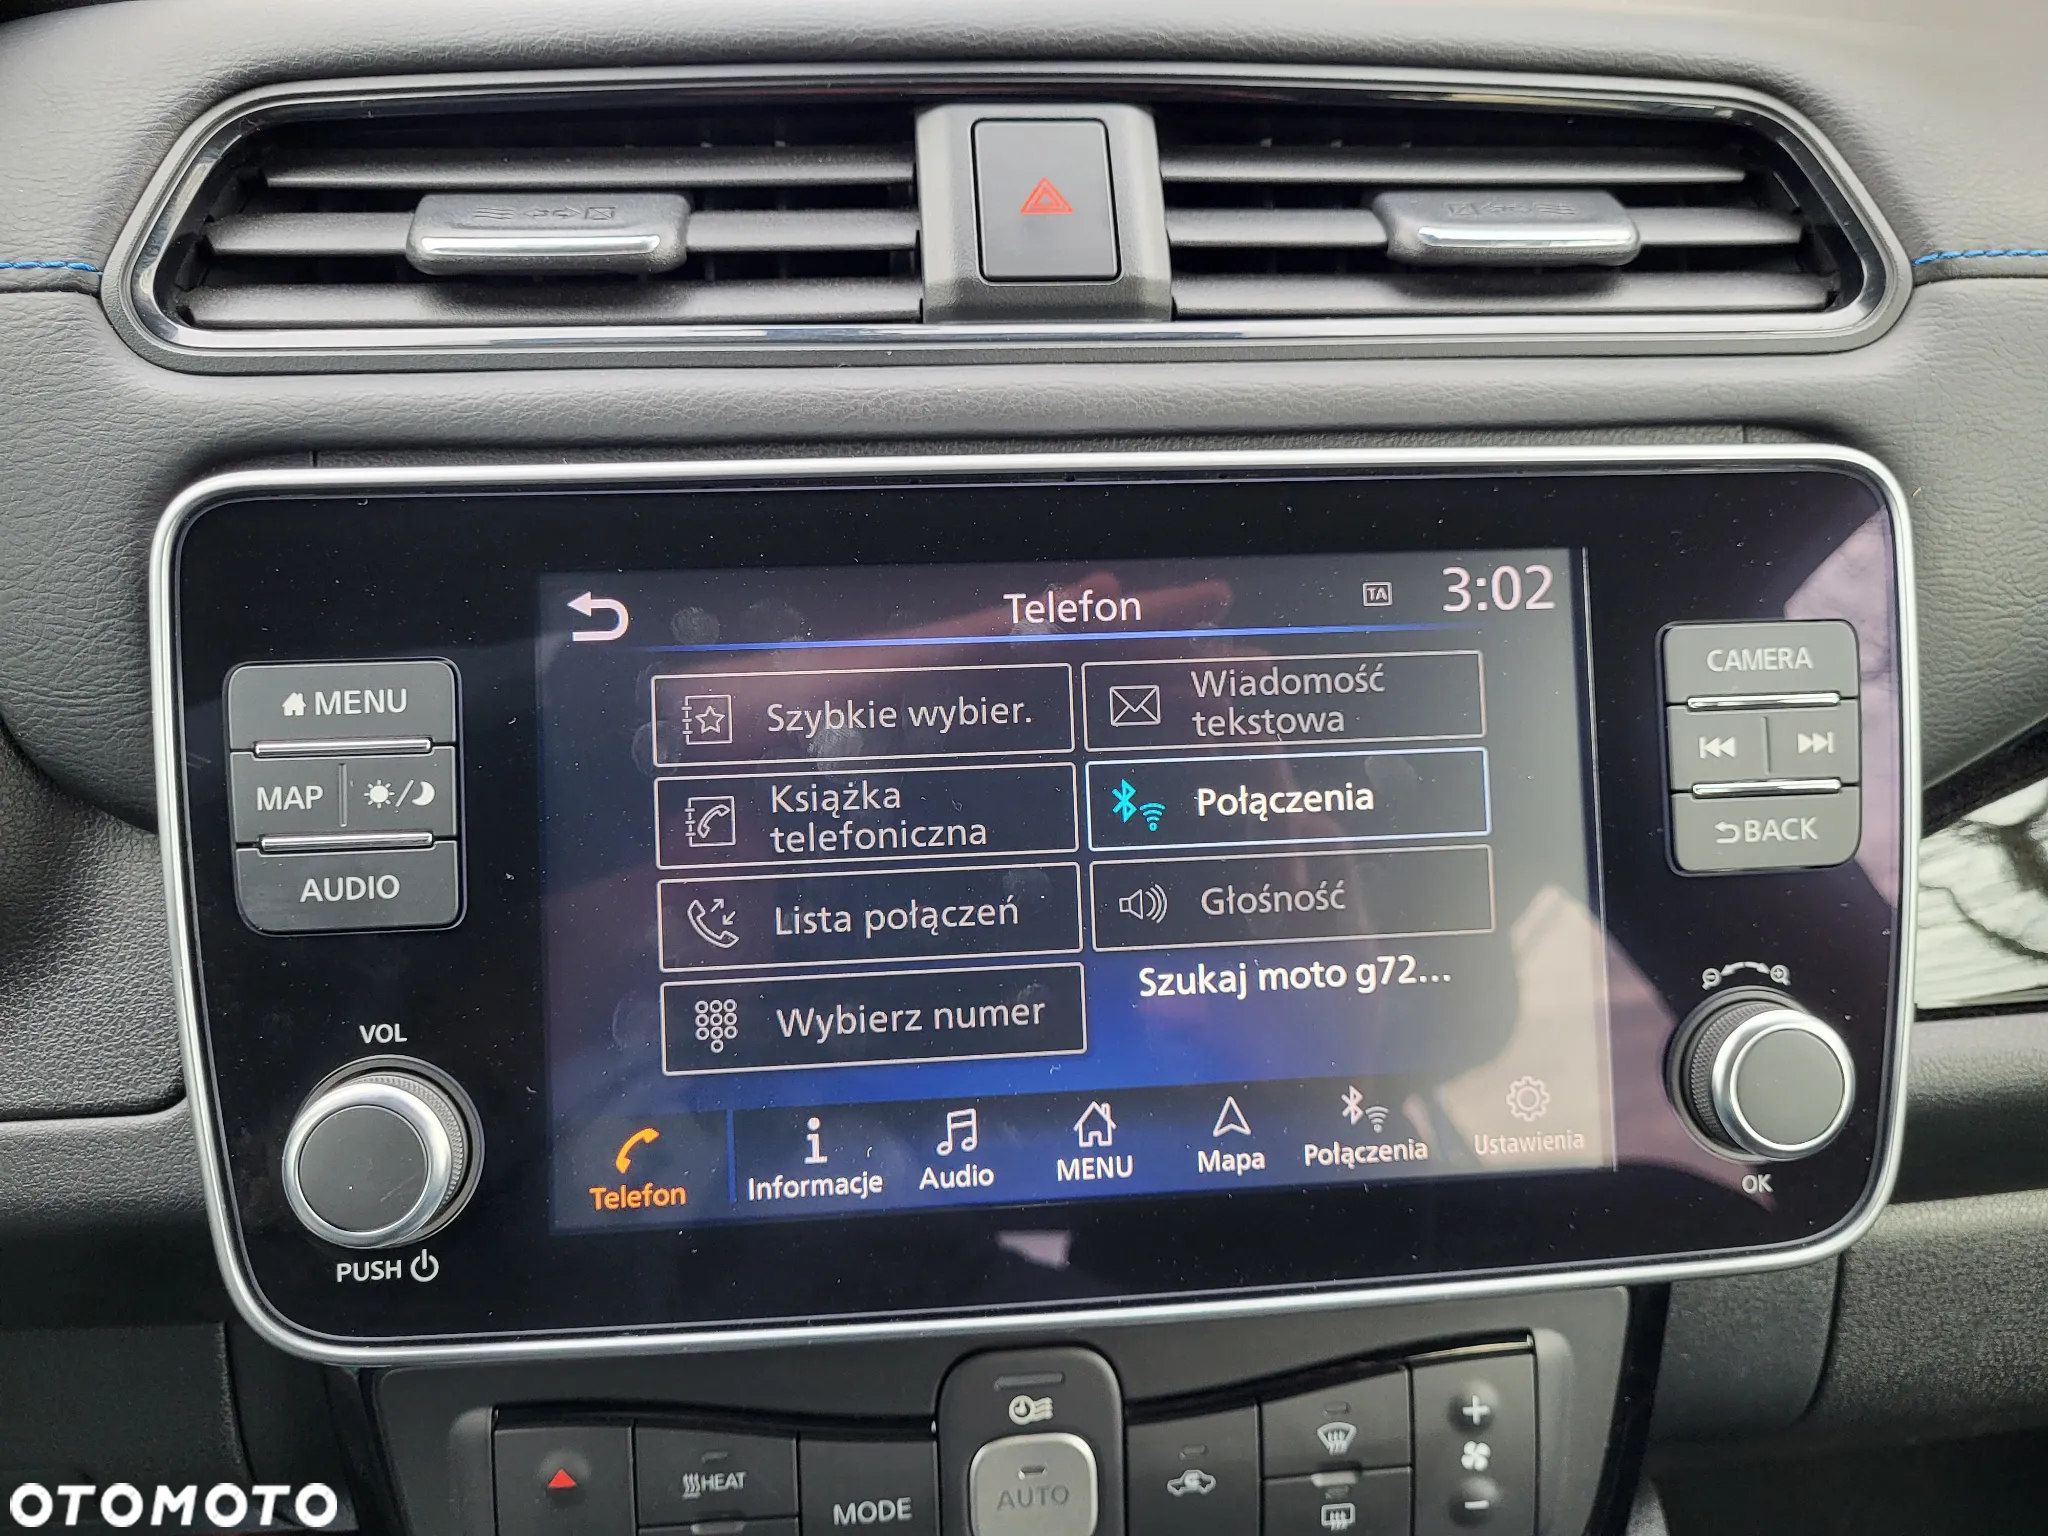 Telefon
TA
3:02
MENU
MAP
AUDIO
VOL
PUSH
Szybkie wybier.
Książka
telefoniczna
Lista połączeń
Wybierz numer
Wiadomość
tekstowa
Połączenia
Głośność
Szukaj moto g72...
Telefon
Informacje
Audio
MENU
Mapa
Połączenia
Ustawienia
CAMERA
BACK
OK
HEAT
MODE
AUTO
+
-
OTOMOTO